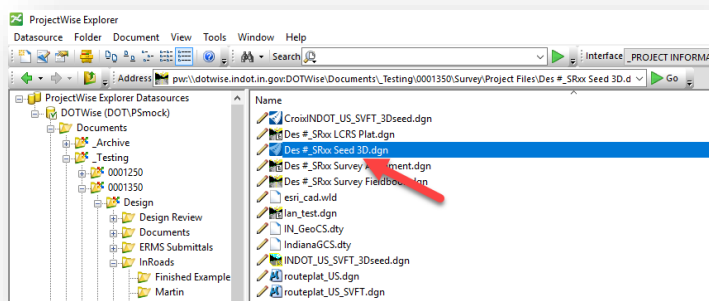 ProjectWise Explorer
Datasource Folder Document View Tools Window Help
Search Interface _PROJECT INFORMA
Address pw:\\dotwise.indot.in.gov:DOTWise\Documents\_Testing\0001350\Survey\Project Files\Des #_SRxx Seed 3D.d Go
ProjectWise Explorer Datasources
DOTWise (DOT\PSmock)
Documents
_Archive
_Testing
0001250
0001350
Design
Design Review
Documents
ERMS Submittals
InRoads
Finished Example
Martin
Name
CroixINDOT_US_SVFT_3Dseed.dgn
Des #_SRxx LCRS Plat.dgn
Des #_SRxx Seed 3D.dgn
Des #_SRxx Survey
Des #_SRxx Survey
esri_cad.wld
lan_test.dgn
IN_GeoCS.dty
IndianaGCS.dty
INDOT_US_SVFT_3Dseed.dgn
routeplat_US.dgn
routeplat_US_SVFT.dgn